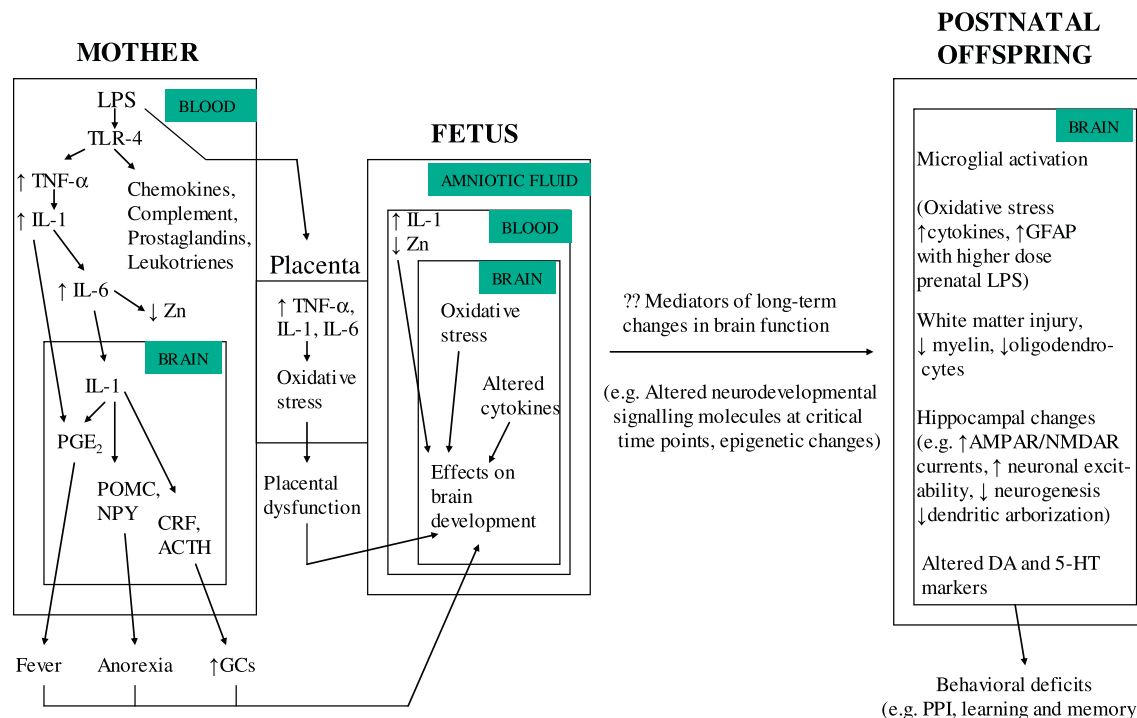 MOTHER
LPS
BLOOD
TLR-4
↑ TNF-α
↑ IL-1
Chemokines,
Complement,
Prostaglandins,
Leukotrienes
↑ IL-6
↓ Zn
BRAIN
IL-1
PGE₂
POMC,
NPY
CRF,
ACTH
Fever
Anorexia
↑GCs
Placenta
↑ TNF-α,
IL-1, IL-6
Oxidative
stress
Placental
dysfunction
FETUS
AMNIOTIC FLUID
↑ IL-1
↓ Zn
BLOOD
BRAIN
Oxidative
stress
Altered
cytokines
Effects on
brain
development
?? Mediators of long-term
changes in brain function
(e.g. Altered neurodevelopmental
signalling molecules at critical
time points, epigenetic changes)
POSTNATAL
OFFSPRING
BRAIN
Microglial activation
(Oxidative stress
↑cytokines, ↑GFAP
with higher dose
prenatal LPS)
White matter injury,
↓ myelin, ↓oligodendro-
cytes
Hippocampal changes
(e.g. ↑AMPAR/NMDAR
currents, ↑ neuronal excit-
ability, ↓ neurogenesis
↓dendritic arborization)
Altered DA and 5-HT
markers
Behavioral deficits
(e.g. PPI, learning and memory